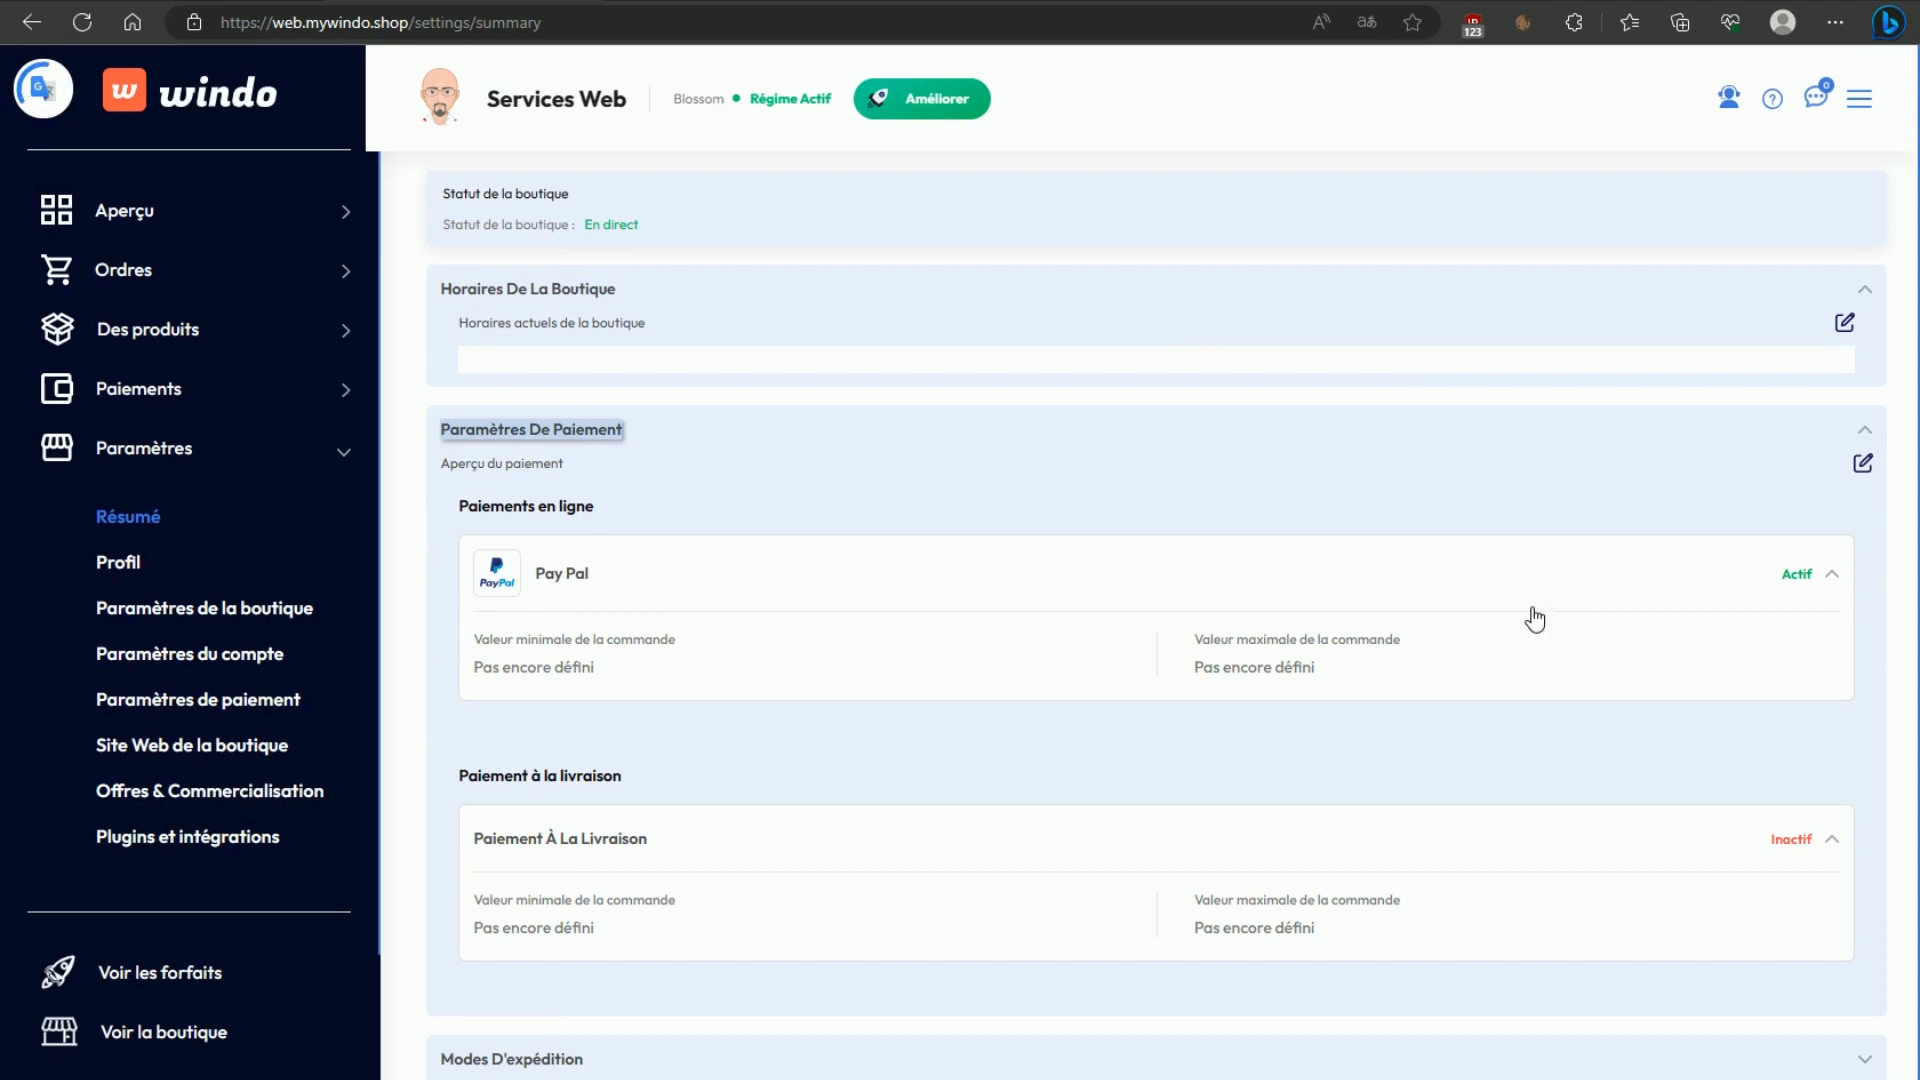 https://web.mywindo.shop/settings/summary
123
windo
Services Web
Blossom
Régime Actif
Améliorer
0
Aperçu
Ordres
Des produits
Paiements
Paramètres
Résumé
Profil
Paramètres de la boutique
Paramètres du compte
Paramètres de paiement
Site Web de la boutique
Offres & Commercialisation
Plugins et intégrations
Voir les forfaits
Voir la boutique
Statut de la boutique
Statut de la boutique : En direct
Horaires De La Boutique
Horaires actuels de la boutique
Paramètres De Paiement
Aperçu du paiement
Paiements en ligne
PayPal
Pay Pal
Actif
Valeur minimale de la commande
Pas encore défini
Valeur maximale de la commande
Pas encore défini
Paiement à la livraison
Paiement À La Livraison
Inactif
Valeur minimale de la commande
Pas encore défini
Valeur maximale de la commande
Pas encore défini
Modes D'expédition